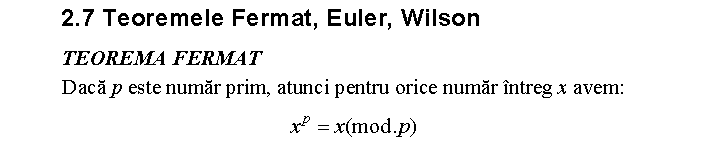 2.7 Teoremele Fermat, Euler, Wilson
TEOREMA FERMAT
Dacă p este număr prim, atunci pentru orice număr întreg x avem:
xᵖ = x(mod.p)